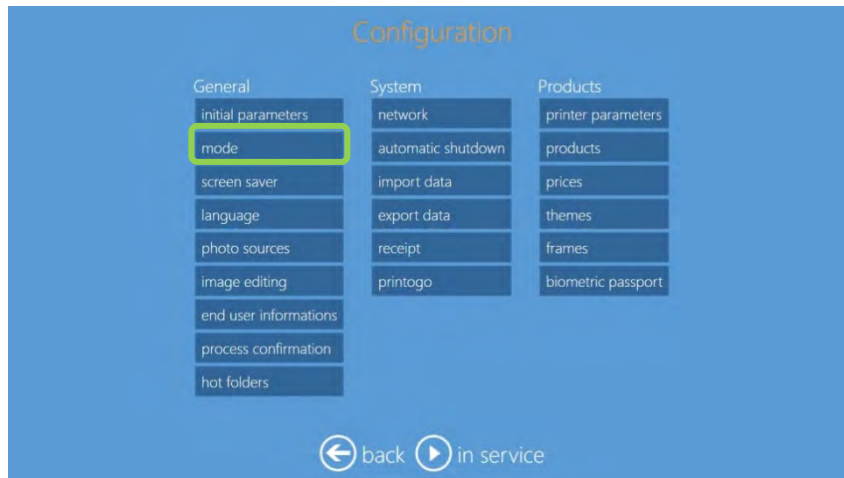 Configuration
General
initial parameters
mode
screen saver
language
photo sources
image editing
end user informations
process confirmation
hot folders
System
network
automatic shutdown
import data
export data
receipt
printogo
Products
printer parameters
products
prices
themes
frames
biometric passport
back in service